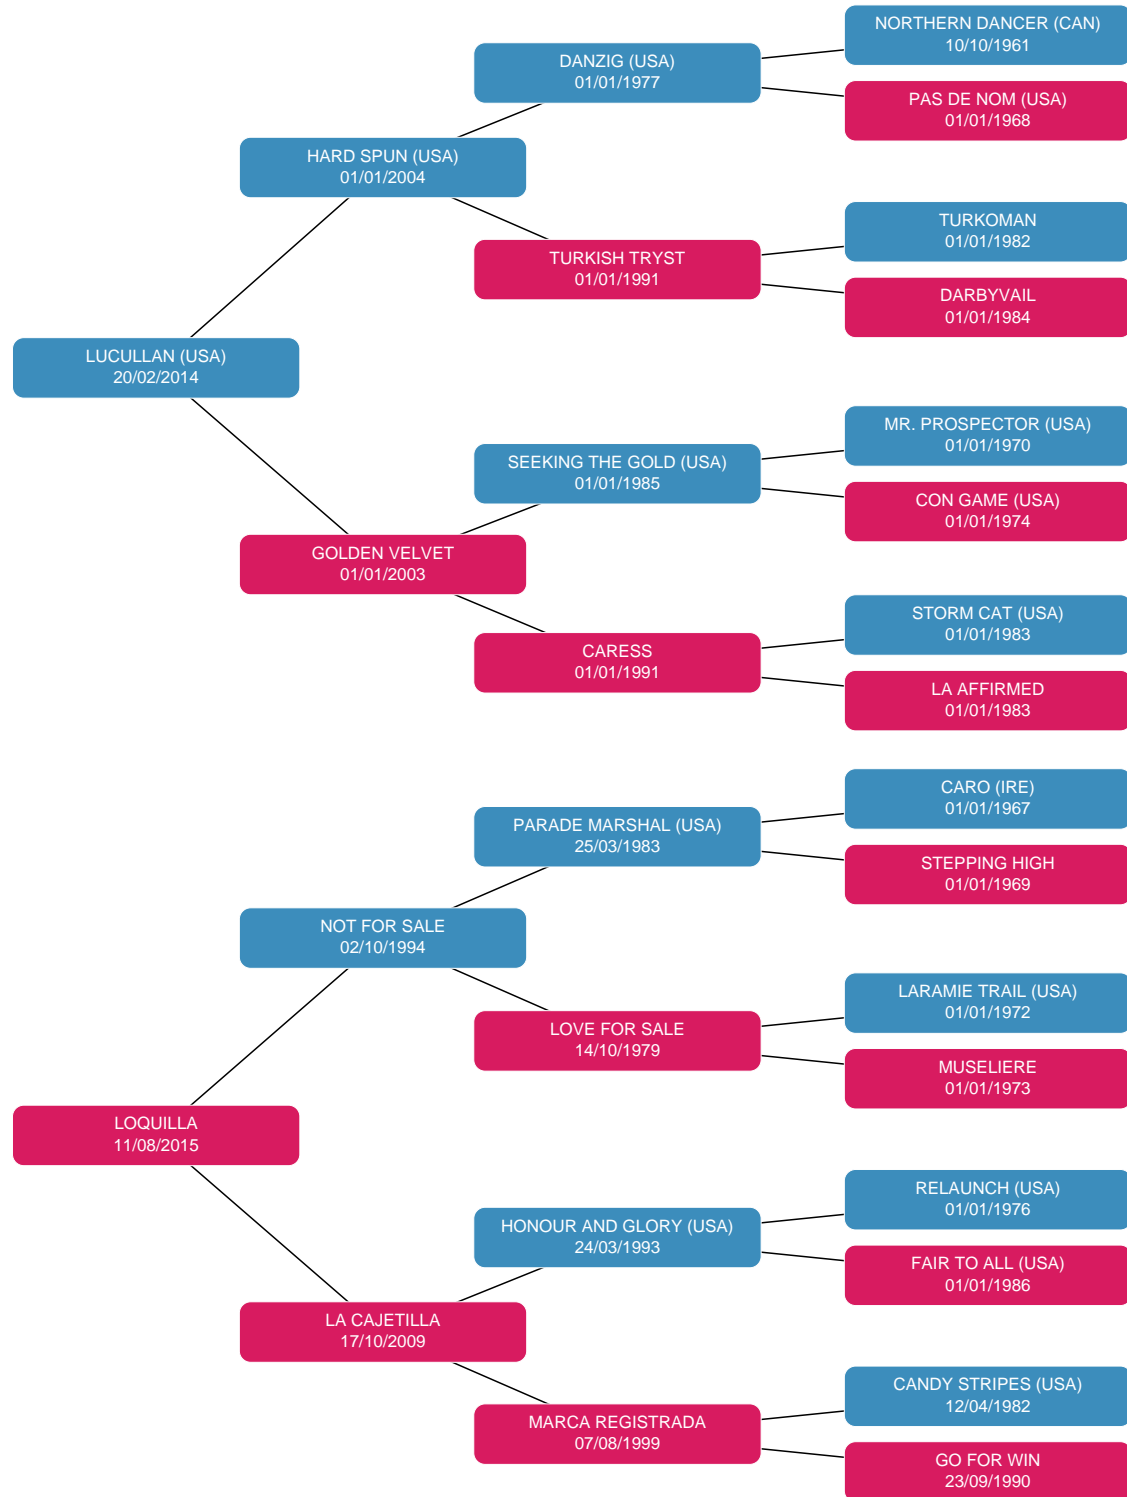 NORTHERN DANCER (CAN)
10/10/1961
DANZIG (USA)
01/01/1977
PAS DE NOM (USA)
01/01/1968
HARD SPUN (USA)
01/01/2004
TURKOMAN
01/01/1982
TURKISH TRYST
01/01/1991
DARBYVAIL
01/01/1984
LUCULLAN (USA)
20/02/2014
MR. PROSPECTOR (USA)
01/01/1970
SEEKING THE GOLD (USA)
01/01/1985
CON GAME (USA)
01/01/1974
GOLDEN VELVET
01/01/2003
STORM CAT (USA)
01/01/1983
CARESS
01/01/1991
LA AFFIRMED
01/01/1983
CARO (IRE)
01/01/1967
PARADE MARSHAL (USA)
25/03/1983
STEPPING HIGH
01/01/1969
NOT FOR SALE
02/10/1994
LARAMIE TRAIL (USA)
01/01/1972
LOVE FOR SALE
14/10/1979
MUSELIERE
01/01/1973
LOQUILLA
11/08/2015
RELAUNCH (USA)
01/01/1976
HONOUR AND GLORY (USA)
24/03/1993
FAIR TO ALL (USA)
01/01/1986
LA CAJETILLA
17/10/2009
CANDY STRIPES (USA)
12/04/1982
MARCA REGISTRADA
07/08/1999
GO FOR WIN
23/09/1990